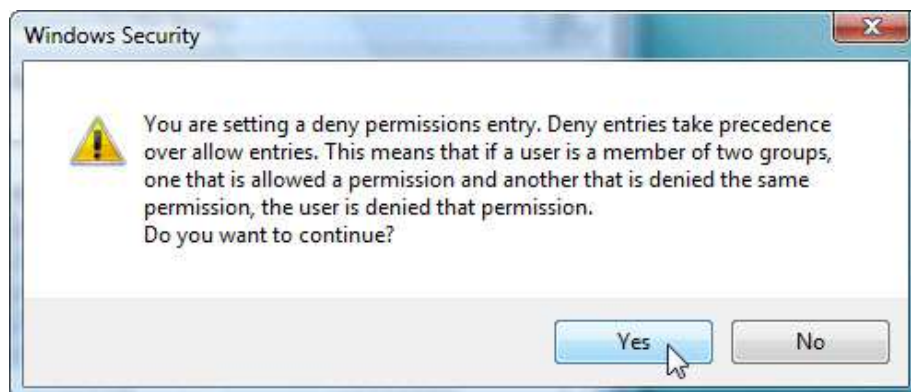 Windows Security
You are setting a deny permissions entry. Deny entries take precedence
over allow entries. This means that if a user is a member of two groups,
one that is allowed a permission and another that is denied the same
permission, the user is denied that permission.
Do you want to continue?
Yes No